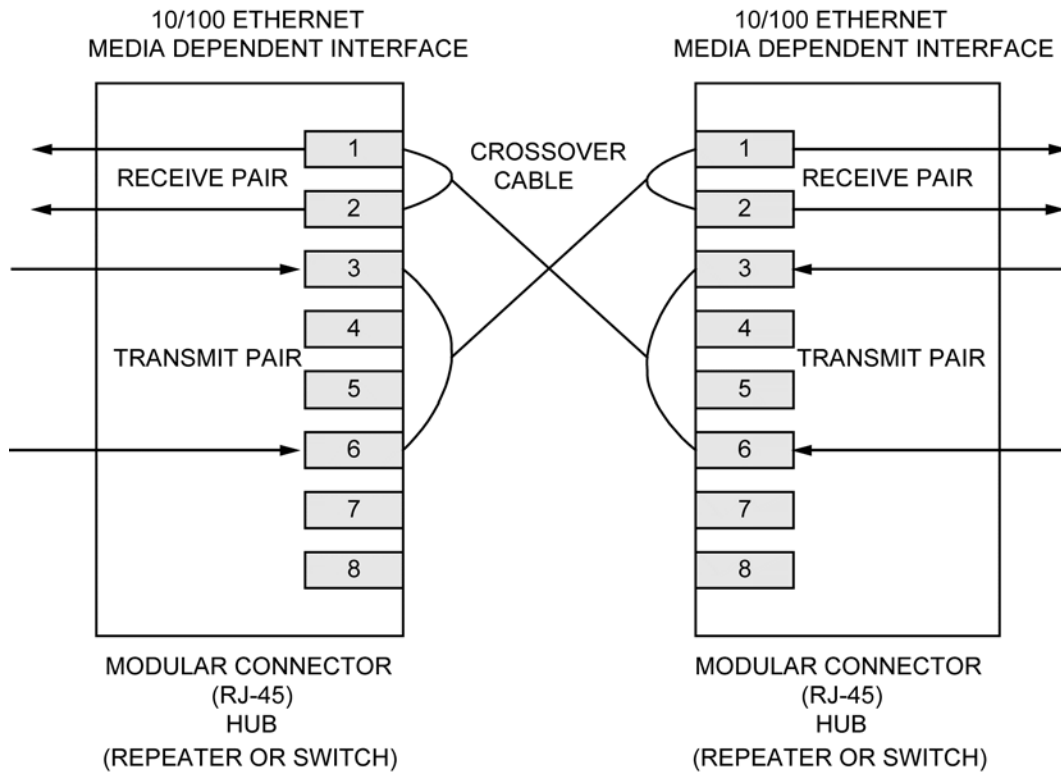 10/100 ETHERNET
MEDIA DEPENDENT INTERFACE
10/100 ETHERNET
MEDIA DEPENDENT INTERFACE
1
RECEIVE PAIR
2
3
4
TRANSMIT PAIR
5
6
7
8
CROSSOVER
CABLE
1
RECEIVE PAIR
2
3
4
TRANSMIT PAIR
5
6
7
8
MODULAR CONNECTOR
(RJ-45)
HUB
(REPEATER OR SWITCH)
MODULAR CONNECTOR
(RJ-45)
HUB
(REPEATER OR SWITCH)